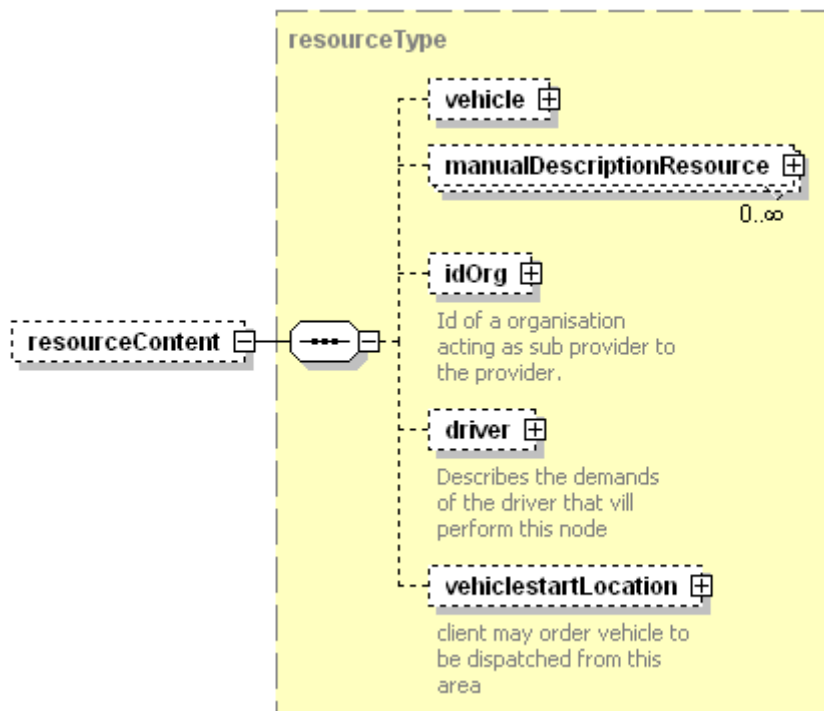 resourceType
vehicle
manualDescriptionResource
0..∞
idOrg
Id of a organisation
acting as sub provider to
the provider.
resourceContent
driver
Describes the demands
of the driver that vill
perform this node
vehiclestartLocation
client may order vehicle to
be dispatched from this
area